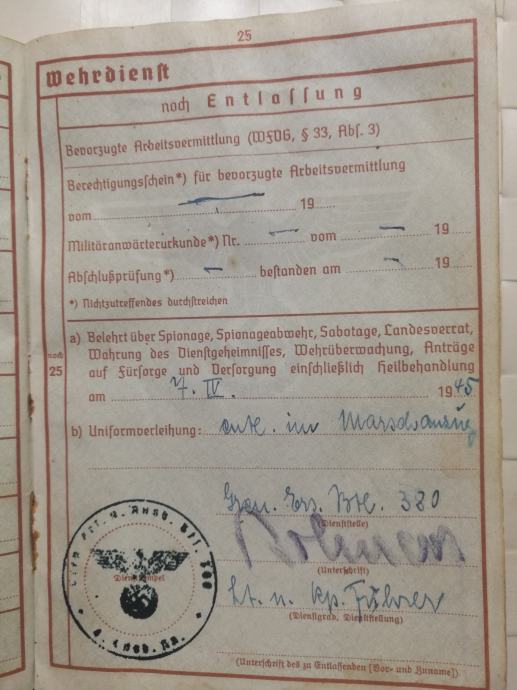 25
Wehrdienst
noch Entlassung
Bevorzugte Arbeitsvermittlung (WFVG, § 33, Abs. 3)
Berechtigungsschein*) für bevorzugte Arbeitsvermittlung
vom 19
Militäranwärterurkunde*) Nr. – vom – 19
Abschlußprüfung*) – bestanden am – 19
*) Nichtzutreffendes durchstreichen
noch
25
a) Belehrt über Spionage, Spionageabwehr, Sabotage, Landesverrat,
Wahrung des Dienstgeheimnisses, Wehrüberwachung, Anträge
auf Fürsorge und Versorgung einschließlich Heilbehandlung
am 7. IV. 1945
b) Uniformverleihung: entl. im Marschanzug
Gren. Ers. Btl. 380
(Dienststelle)
(Unterschrift)
Lt. u. Kp. Führer
(Dienstgrad, Dienststellung)
Dienststempel
(Unterschrift des zu Entlassenden [Vor- und Zuname])